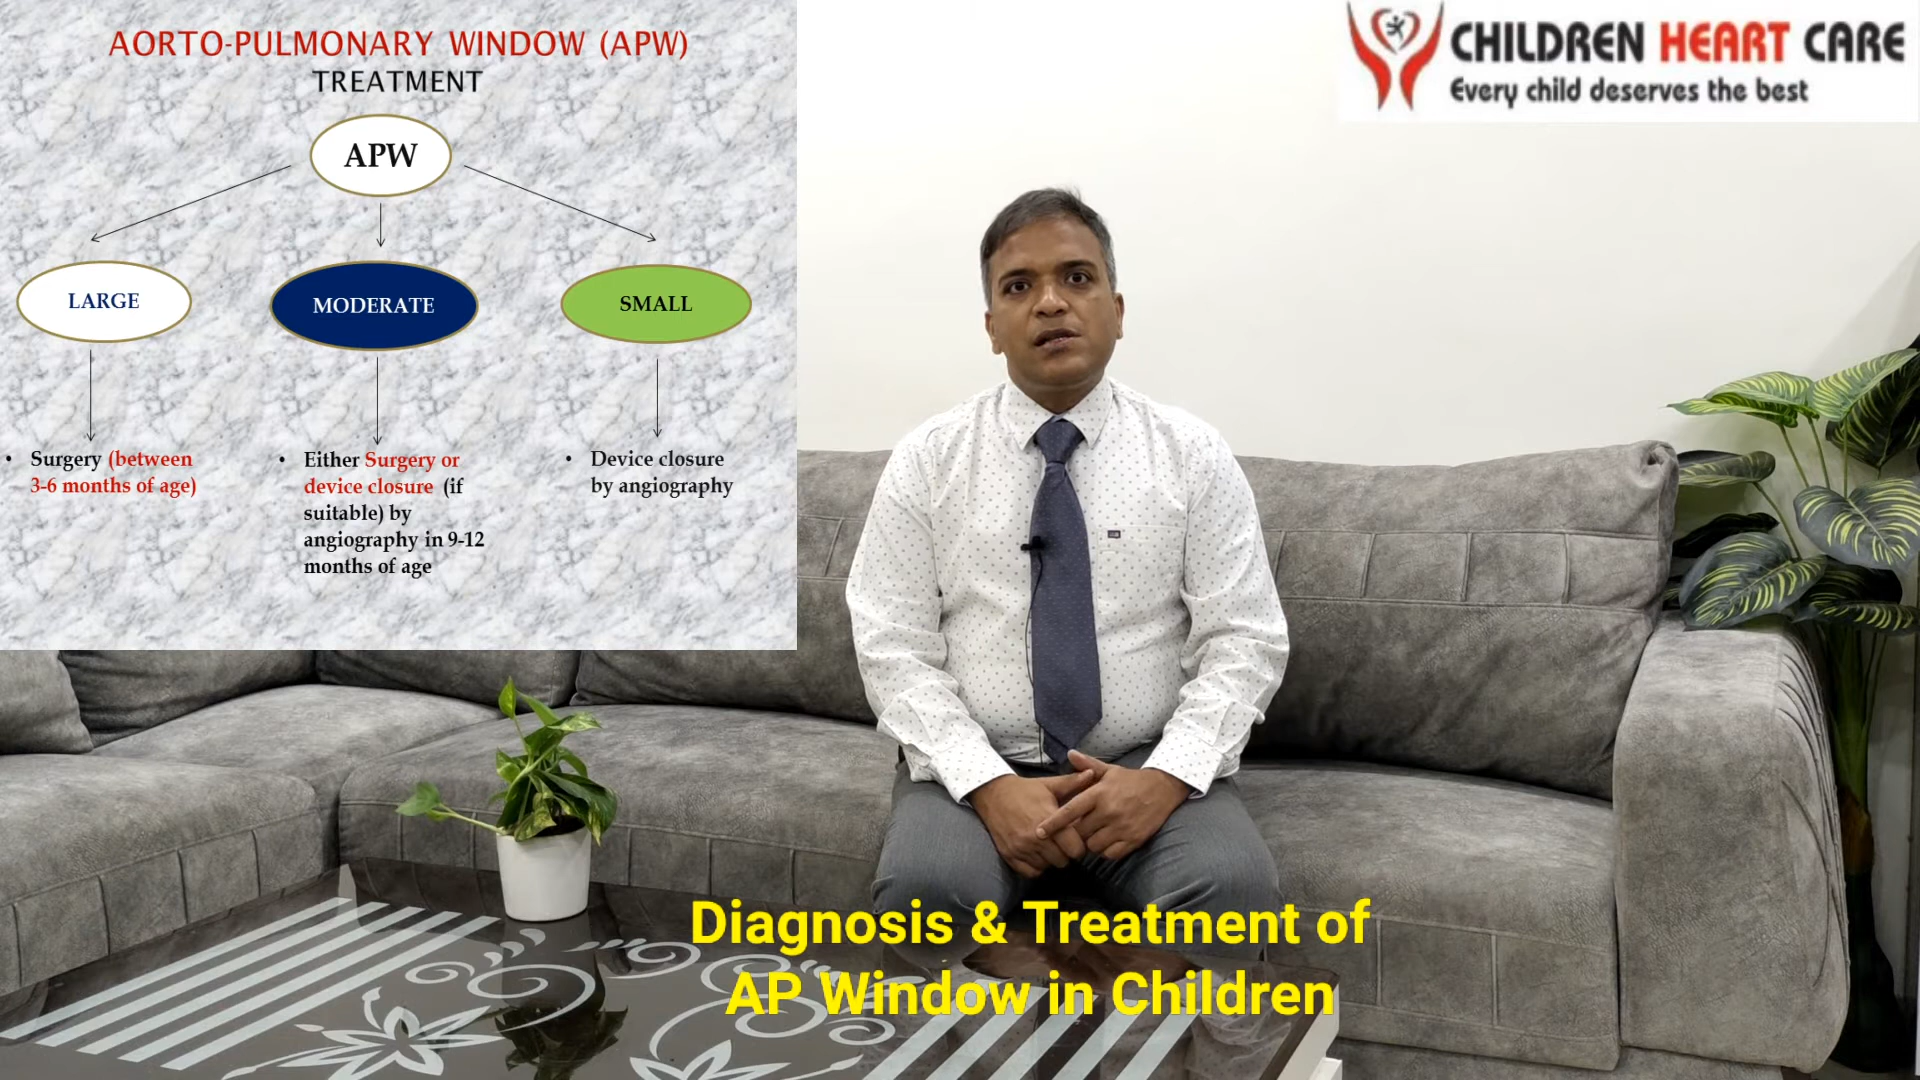 AORTO-PULMONARY WINDOW (APW)
TREATMENT
APW
LARGE
MODERATE
SMALL
• Surgery (between
3-6 months of age)
• Either Surgery or
device closure (if
suitable) by
angiography in 9-12
months of age
• Device closure
by angiography
CHILDREN HEART CARE
Every child deserves the best
Diagnosis & Treatment of
AP Window in Children